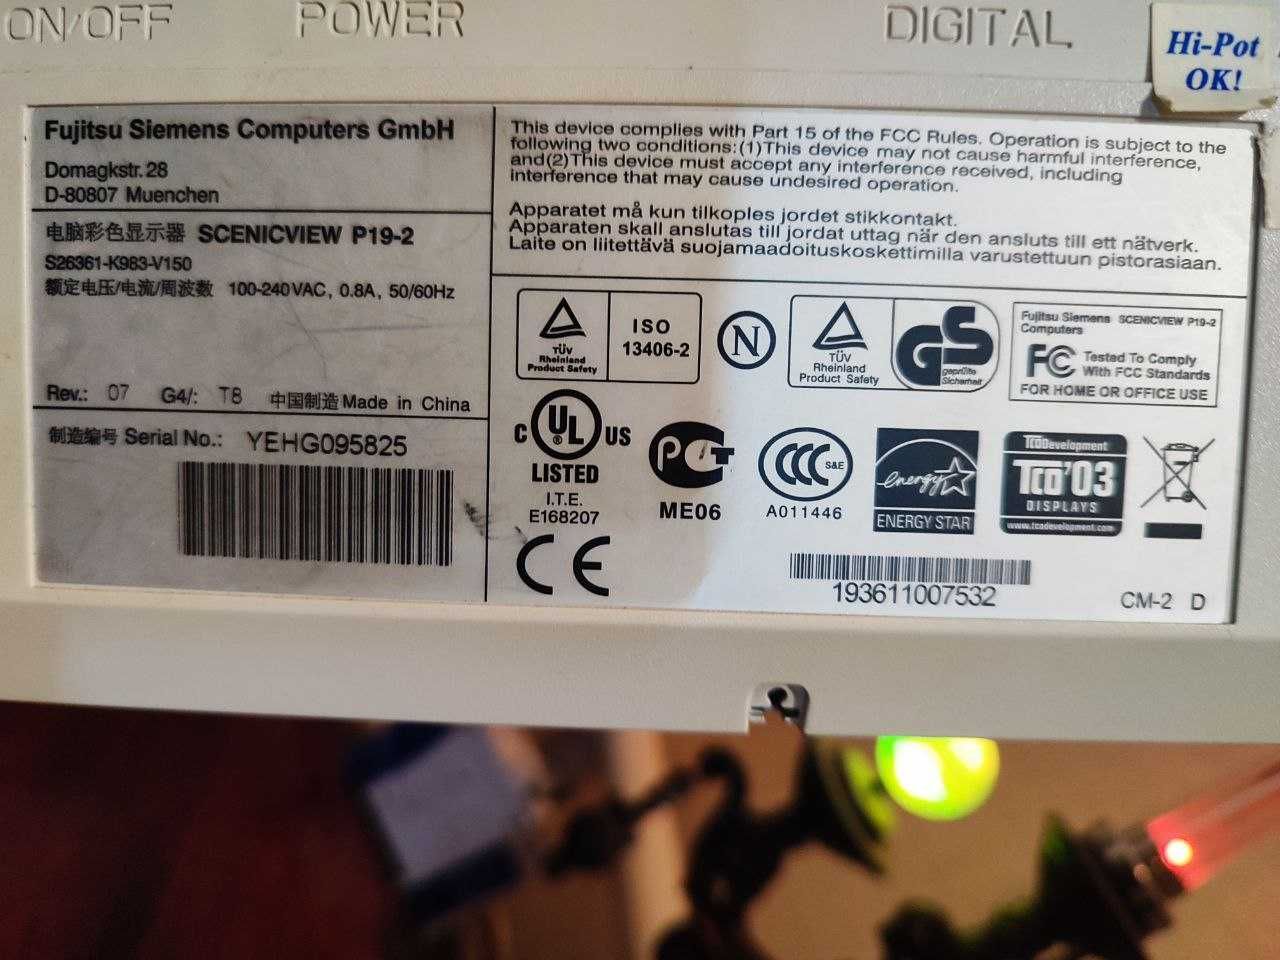 ON/OFF
POWER
DIGITAL
Hi-Pot
OK!
Fujitsu Siemens Computers GmbH
Domagkstr. 28
D-80807 Muenchen
电脑彩色显示器 SCENICVIEW P19-2
S26361-K983-V150
额定电压/电流/周波数 100-240VAC, 0.8A, 50/60Hz
Rev.: 07 G4/: T8 中国制造 Made in China
制造编号 Serial No.: YEHG095825
This device complies with Part 15 of the FCC Rules. Operation is subject to the
following two conditions:(1)This device may not cause harmful interference,
and(2)This device must accept any interference received, including
interference that may cause undesired operation.
Apparatet må kun tilkoples jordet stikkontakt.
Apparaten skall anslutas till jordat uttag när den ansluts till ett nätverk.
Laite on liitettävä suojamaadoituskoskettimilla varustettuun pistorasiaan.
TÜV
Rheinland
Product Safety
ISO
13406-2
N
TÜV
Rheinland
Product Safety
GS
geprüfte
Sicherheit
Fujitsu Siemens SCENICVIEW P19-2
Computers
FC Tested To Comply
With FCC Standards
FOR HOME OR OFFICE USE
C UL ® US
LISTED
I.T.E.
E168207
PCT
ME06
CCC S&E
A011446
energy
ENERGY STAR
TCO Development
TCO'03
DISPLAYS
www.tcodevelopment.com
CE
193611007532
CM-2 D